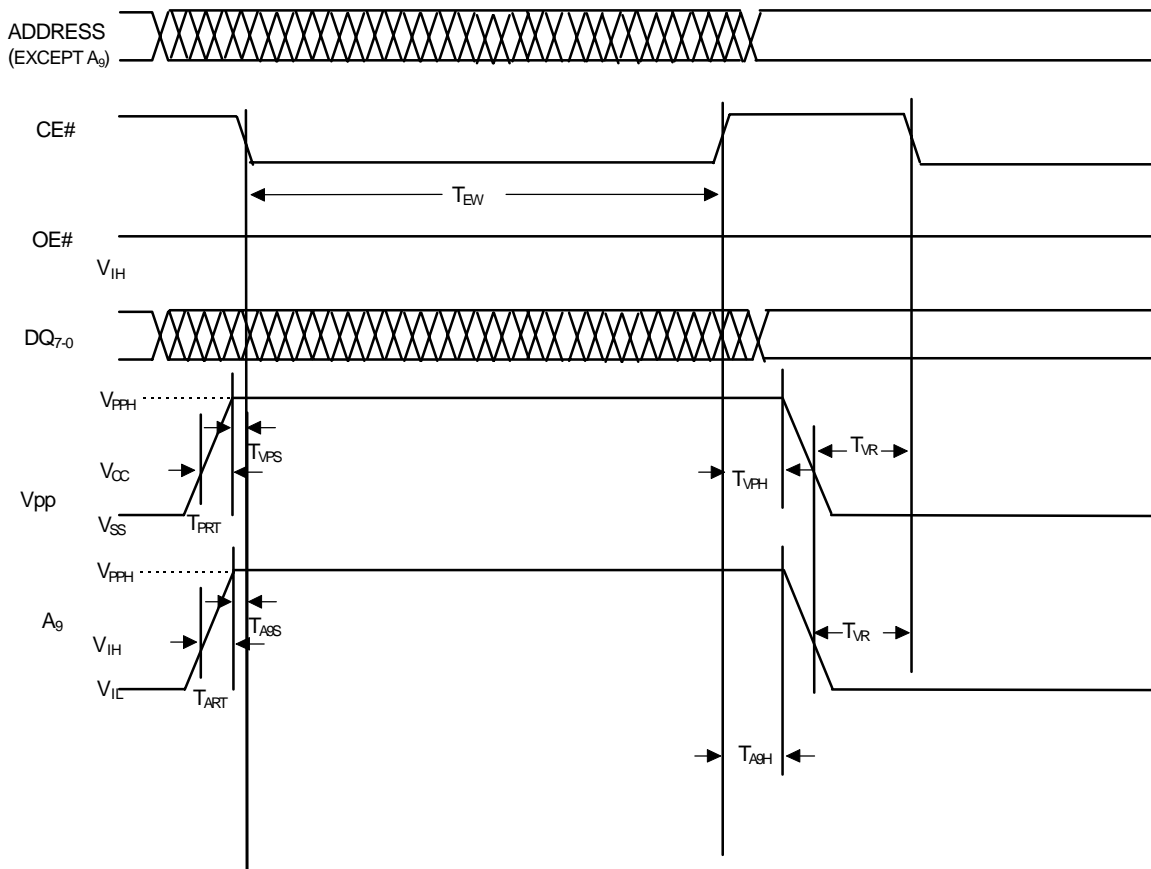 ADDRESS
(EXCEPT A9)
CE#
TEW
OE#
VIH
DQ7-0
VPPH
TVPS
TVR
VCC
TVPH
Vpp
VSS
TPRT
VPPH
A9
TA9S
TVR
VIH
VIL
TART
TA9H